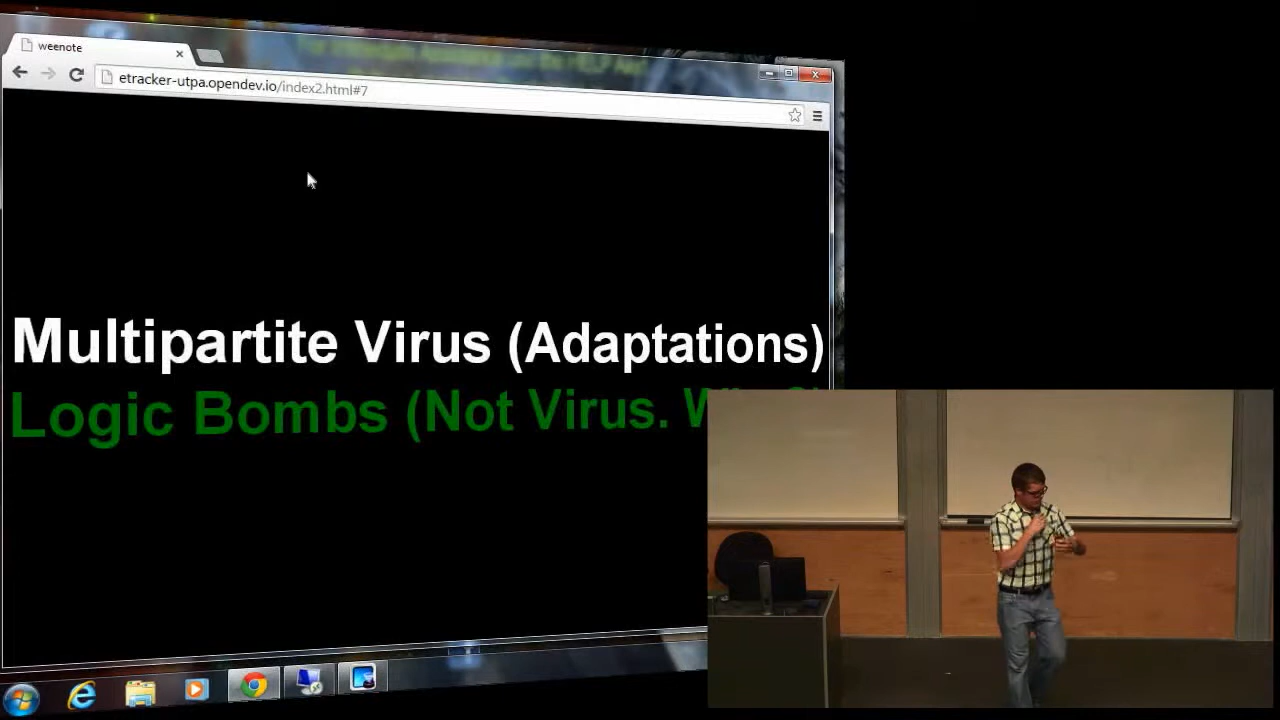 weenote
etracker-utpa.opendev.io/index2.html#7
Multipartite Virus (Adaptations)
Logic Bombs (Not Virus.